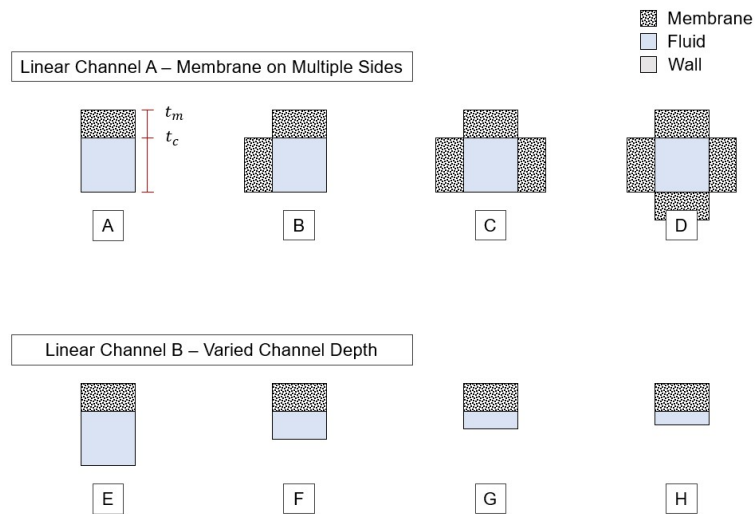 Membrane
Fluid
Wall
Linear Channel A – Membrane on Multiple Sides
t_m
t_c
A
B
C
D
Linear Channel B – Varied Channel Depth
E
F
G
H